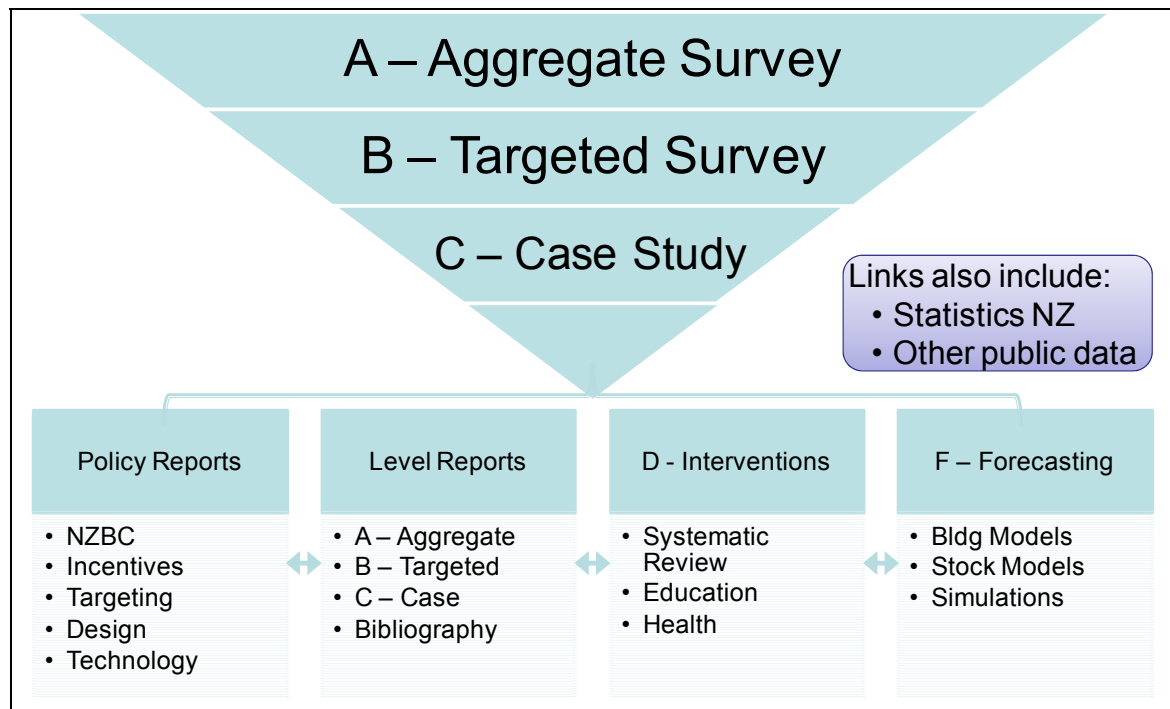 A – Aggregate Survey
B – Targeted Survey
C – Case Study
Links also include:
• Statistics NZ
• Other public data
Policy Reports
• NZBC
• Incentives
• Targeting
• Design
• Technology
Level Reports
• A – Aggregate
• B – Targeted
• C – Case
• Bibliography
D - Interventions
• Systematic
Review
• Education
• Health
F – Forecasting
• Bldg Models
• Stock Models
• Simulations